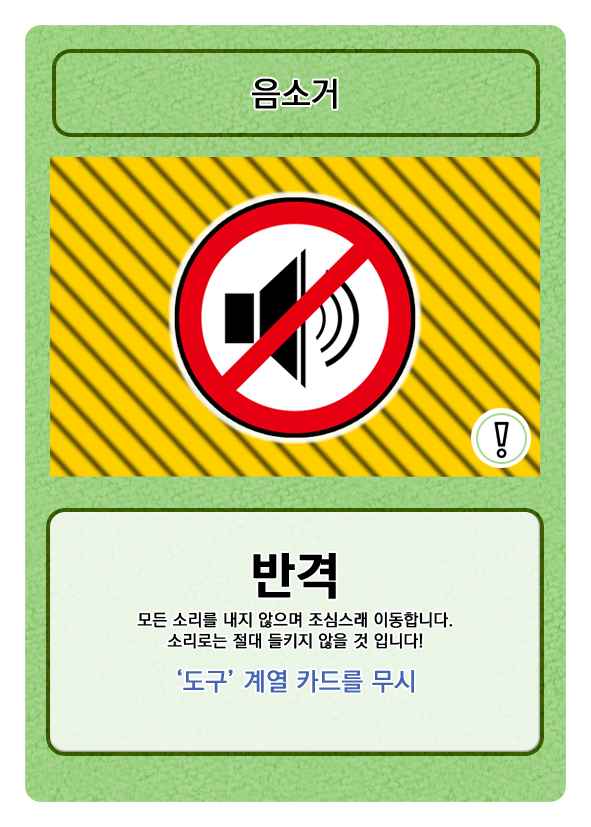 음소거
!
반격
모든 소리를 내지 않으며 조심스래 이동합니다.
소리로는 절대 들키지 않을 것 입니다!
‘도구’ 계열 카드를 무시